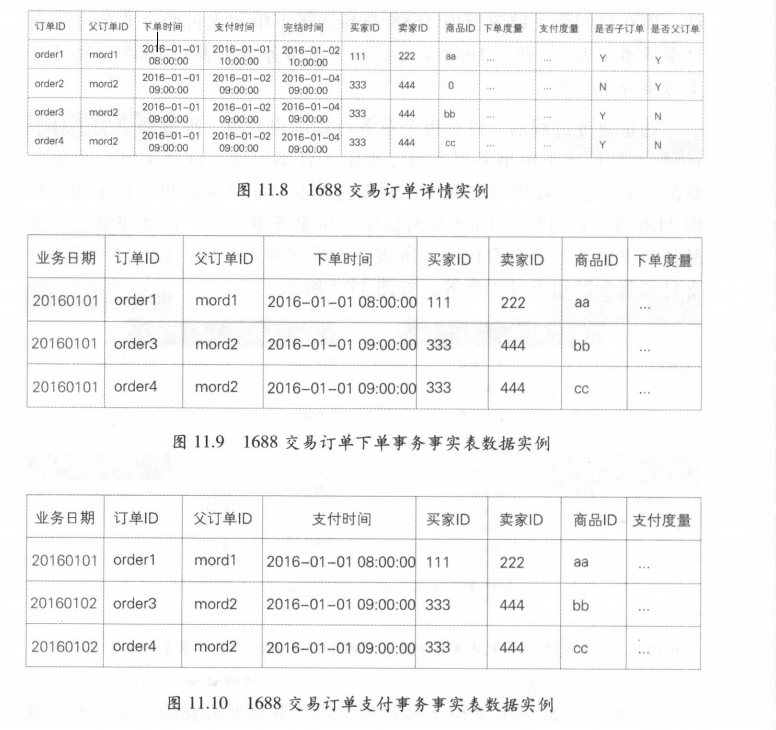 订单ID 父订单ID 下单时间 支付时间 完结时间 买家ID 卖家ID 商品ID 下单度量 支付度量 是否子订单 是否父订单
order1 mord1 2016-01-01 08:00:00 2016-01-01 10:00:00 2016-01-02 10:00:00 111 222 aa ... ... Y Y
order2 mord2 2016-01-01 09:00:00 2016-01-02 09:00:00 2016-01-04 09:00:00 333 444 0 ... ... N Y
order3 mord2 2016-01-01 09:00:00 2016-01-02 09:00:00 2016-01-04 09:00:00 333 444 bb ... ... Y N
order4 mord2 2016-01-01 09:00:00 2016-01-02 09:00:00 2016-01-04 09:00:00 333 444 cc ... ... Y N
图 11.8 1688 交易订单详情实例
业务日期 订单ID 父订单ID 下单时间 买家ID 卖家ID 商品ID 下单度量
20160101 order1 mord1 2016-01-01 08:00:00 111 222 aa ...
20160101 order3 mord2 2016-01-01 09:00:00 333 444 bb ...
20160101 order4 mord2 2016-01-01 09:00:00 333 444 cc ...
图 11.9 1688 交易订单下单事务事实表数据实例
业务日期 订单ID 父订单ID 支付时间 买家ID 卖家ID 商品ID 支付度量
20160101 order1 mord1 2016-01-01 08:00:00 111 222 aa ...
20160102 order3 mord2 2016-01-01 09:00:00 333 444 bb ...
20160102 order4 mord2 2016-01-01 09:00:00 333 444 cc ...
图 11.10 1688 交易订单支付事务事实表数据实例